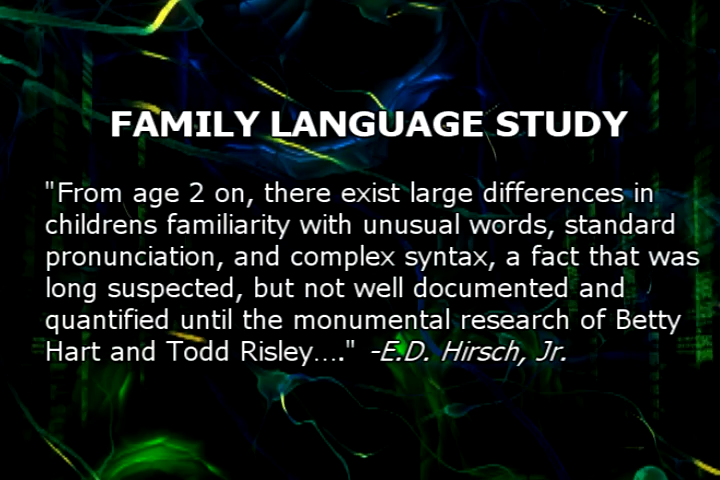 FAMILY LANGUAGE STUDY
"From age 2 on, there exist large differences in
childrens familiarity with unusual words, standard
pronunciation, and complex syntax, a fact that was
long suspected, but not well documented and
quantified until the monumental research of Betty
Hart and Todd Risley...." -E.D. Hirsch, Jr.